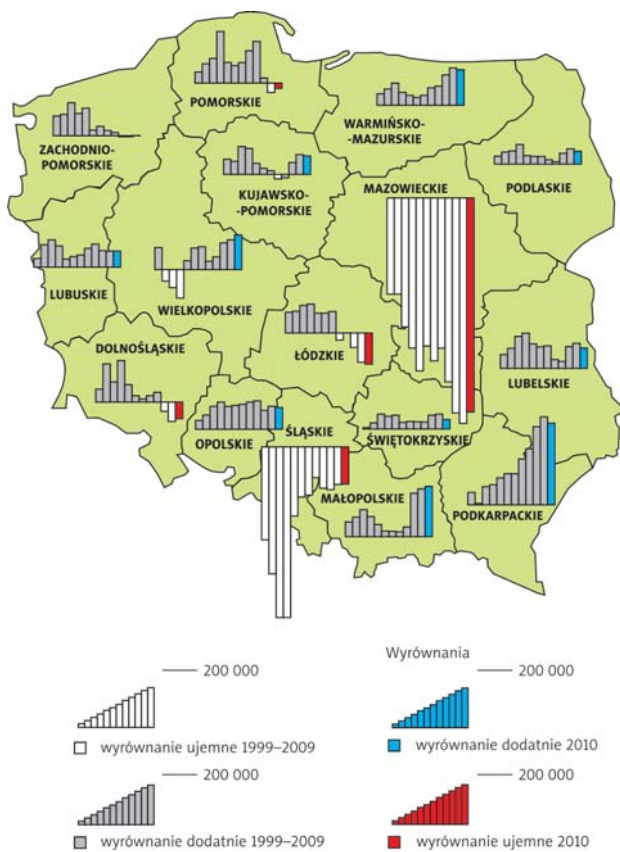 POMORSKIE
WARMIŃSKO-
-MAZURSKIE
ZACHODNIO-
POMORSKIE
KUJAWSKO-
-POMORSKIE
MAZOWIECKIE
PODLASKIE
LUBUSKIE
WIELKOPOLSKIE
DOLNOŚLĄSKIE
ŁÓDZKIE
LUBELSKIE
OPOLSKIE
ŚLĄSKIE
ŚWIĘTOKRZYSKIE
MAŁOPOLSKIE
PODKARPACKIE
200 000
wyrównanie ujemne 1999–2009
200 000
wyrównanie dodatnie 1999–2009
Wyrównania
200 000
wyrównanie dodatnie 2010
200 000
wyrównanie ujemne 2010